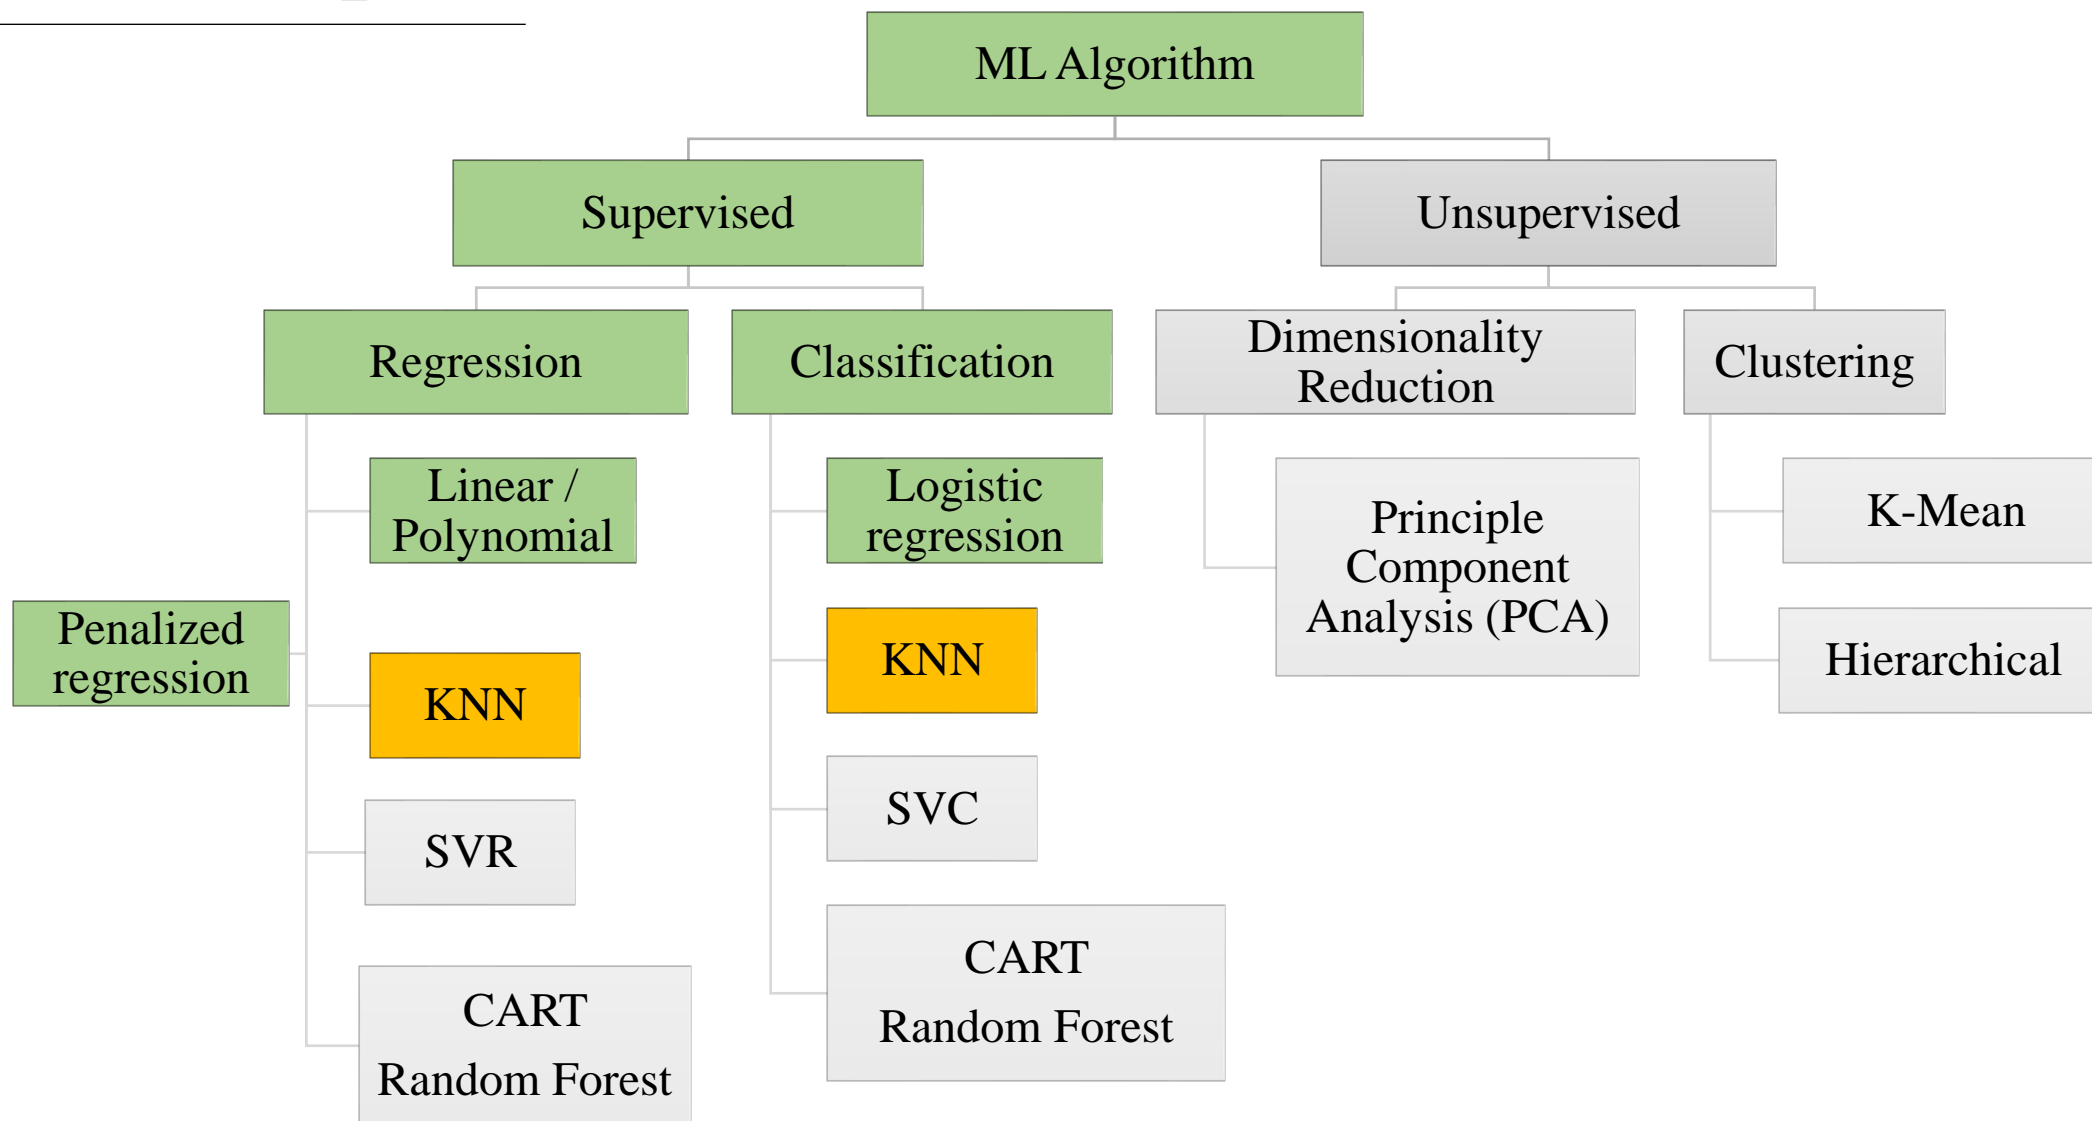 ML Algorithm
Supervised
Unsupervised
Regression
Classification
Dimensionality
Reduction
Clustering
Linear /
Polynomial
Logistic
regression
Principle
Component
Analysis (PCA)
K-Mean
Penalized
regression
KNN
KNN
Hierarchical
SVR
SVC
CART
Random Forest
CART
Random Forest